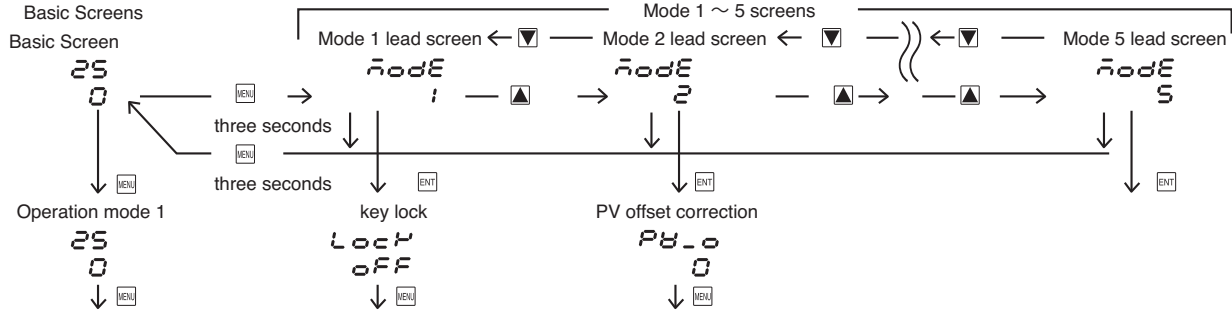 Basic Screens
Mode 1 ～ 5 screens
Basic Screen
Mode 1 lead screen
Mode 2 lead screen
Mode 5 lead screen
25
modE
modE
modE
0
MENU
1
2
5
three seconds
MENU
three seconds
MENU
ENT
ENT
ENT
Operation mode 1
key lock
PV offset correction
25
Lock
PV_o
0
oFF
0
MENU
MENU
MENU